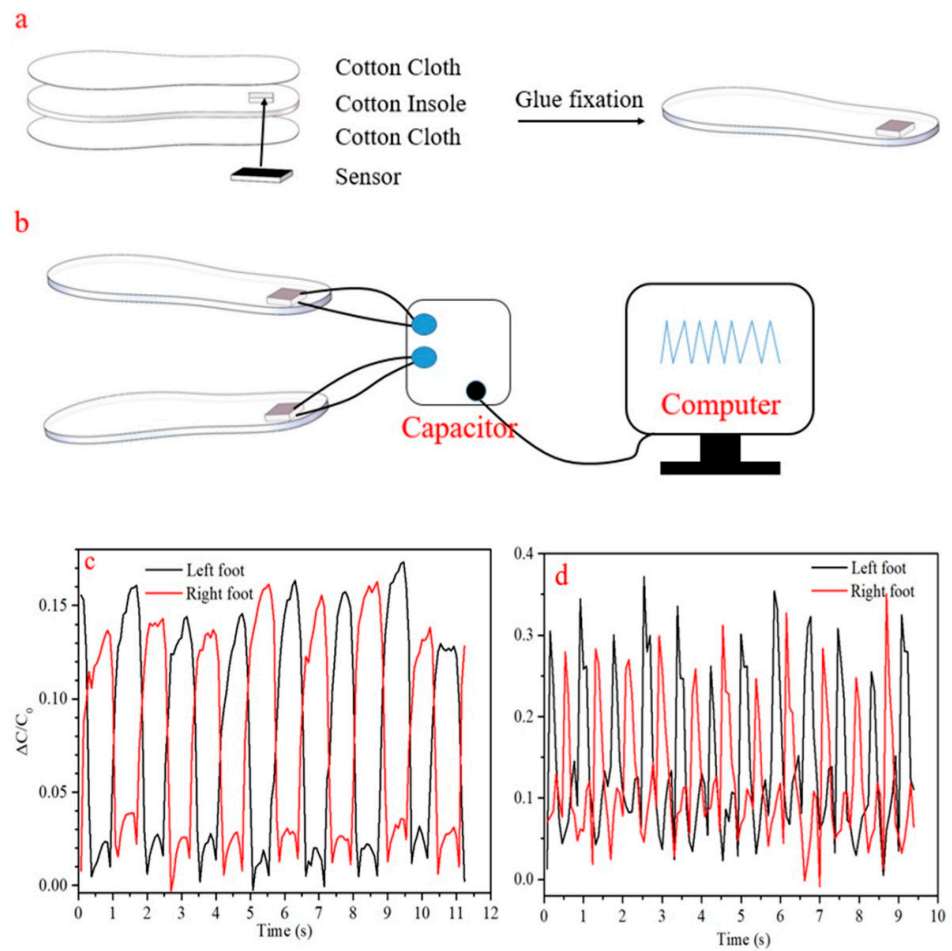 a
Cotton Cloth
Cotton Insole
Cotton Cloth
Sensor
Glue fixation
b
Capacitor
Computer
c
Left foot
Right foot
0.15
0.10
0.05
0.00
ΔC/C₀
0 1 2 3 4 5 6 7 8 9 10 11 12
Time (s)
d
Left foot
Right foot
0.4
0.3
0.2
0.1
0.0
0 1 2 3 4 5 6 7 8 9 10
Time (s)